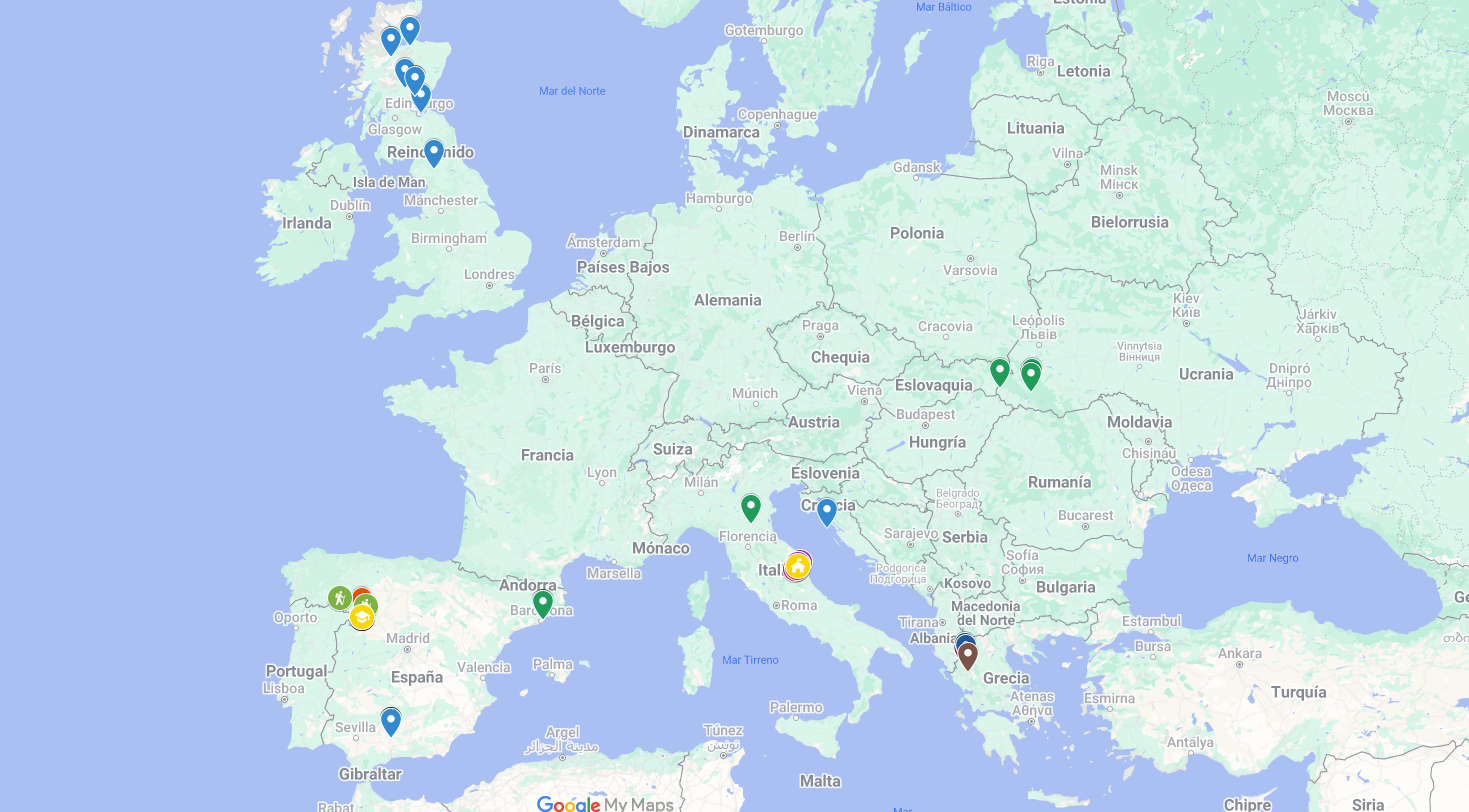 Mar Báltico
Estonia
Gotemburgo
Riga
Letonia
Mar del Norte
Moscú
Москва
Edimburgo
Glasgow
Copenhague
Dinamarca
Lituania
Reino Unido
Vilna
Gdansk
Minsk
Мінск
Isla de Man
Dublín
Mánchester
Hamburgo
Irlanda
Bielorrusia
Polonia
Birmingham
Ámsterdam
Berlín
Países Bajos
Varsovia
Londres
Alemania
Kiev
Київ
Járkiv
Харків
Bélgica
Praga
Cracovia
Leópolis
Львів
Luxemburgo
Chequia
Vinnytsia
Вінниця
París
Eslovaquia
Ucrania
Dnipró
Дніпро
Múnich
Viena
Budapest
Austria
Moldavia
Hungría
Suiza
Francia
Chisináu
Lyon
Milán
Eslovenia
Odesa
Одеса
Rumanía
Croacia
Belgrado
Београд
Bucarest
Florencia
Sarajevo
Serbia
Mónaco
Sofía
София
Mar Negro
Marsella
Italia
Podgorica
Подгорица
Kosovo
Bulgaria
Andorra
Barcelona
Roma
Macedonia
del Norte
Oporto
Tirana
Estambul
Madrid
Albania
Bursa
Ankara
Mar Tirreno
Portugal
Valencia
Palma
España
Grecia
Lisboa
Atenas
Αθήνα
Esmirna
Turquía
Palermo
Sevilla
Argel
مدينة الجزائر
Túnez
تونس
Antalya
Gibraltar
Malta
Rabat
Google My Maps
Mar
Chipre
Siria